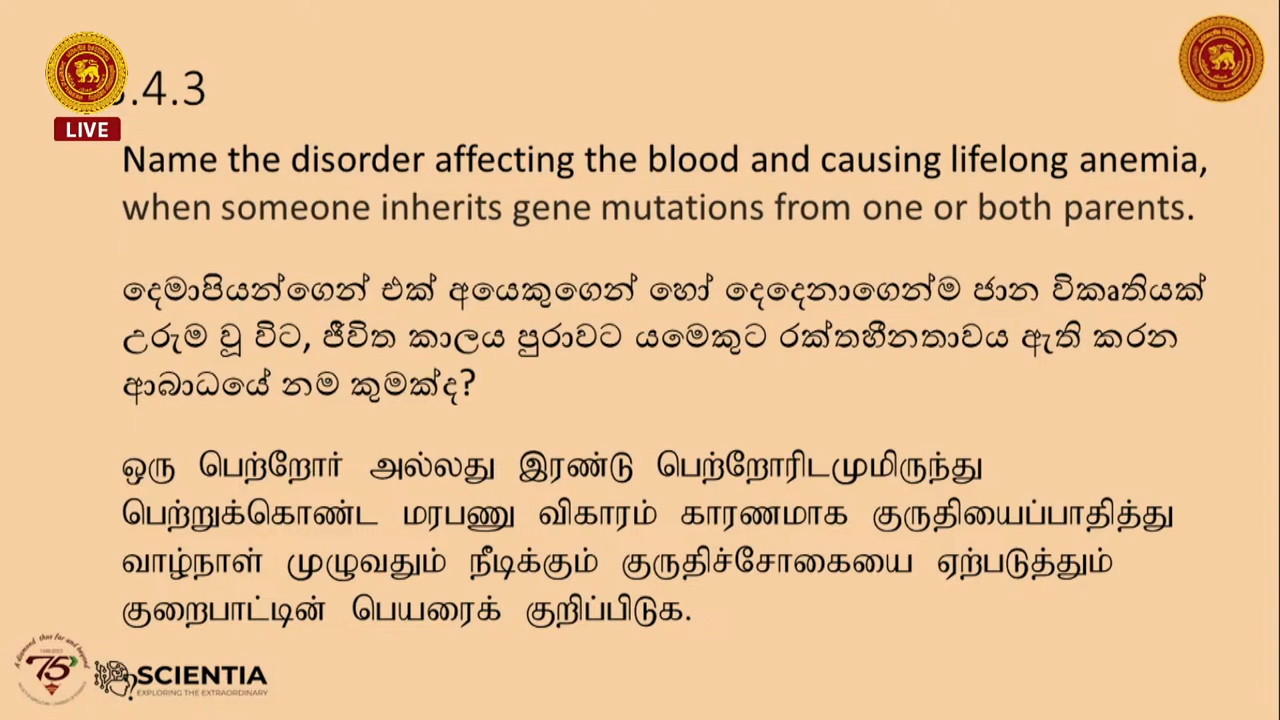 .4.3
LIVE
Name the disorder affecting the blood and causing lifelong anemia,
when someone inherits gene mutations from one or both parents.
දෙමාපියන්ගෙන් එක් අයෙකුගෙන් හෝ දෙදෙනාගෙන්ම ජාන විකෘතියක්
උරුම වූ විට, ජීවිත කාලය පුරාවට යමෙකුට රක්තහීනතාවය ඇති කරන
ආබාධයේ නම කුමක්ද?
ஒரு பெற்றோர் அல்லது இரண்டு பெற்றோரிடமுமிருந்து
பெற்றுக்கொண்ட மரபணு விகாரம் காரணமாக குருதியைப்பாதித்து
வாழ்நாள் முழுவதும் நீடிக்கும் குருதிச்சோகையை ஏற்படுத்தும்
குறைபாட்டின் பெயரைக் குறிப்பிடுக.
75
SCIENTIA
EXPLORING THE EXTRAORDINARY